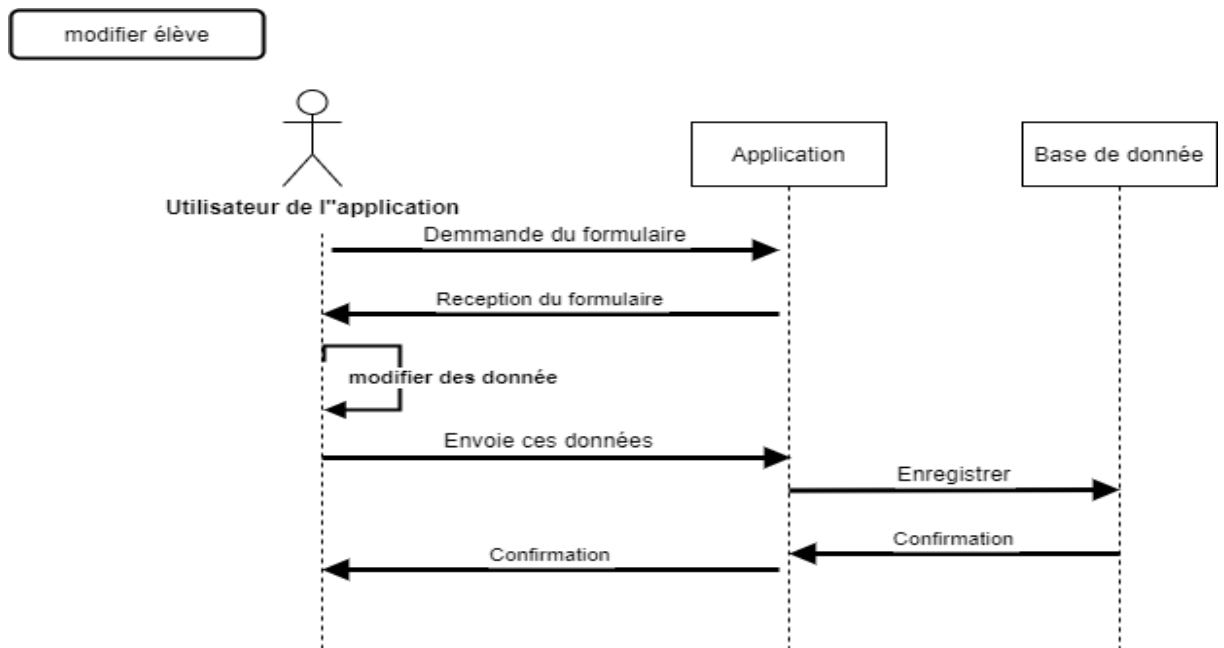 modifier élève
Application
Base de donnée
Utilisateur de l"application
Demmande du formulaire
Reception du formulaire
modifier des donnée
Envoie ces données
Enregistrer
Confirmation
Confirmation